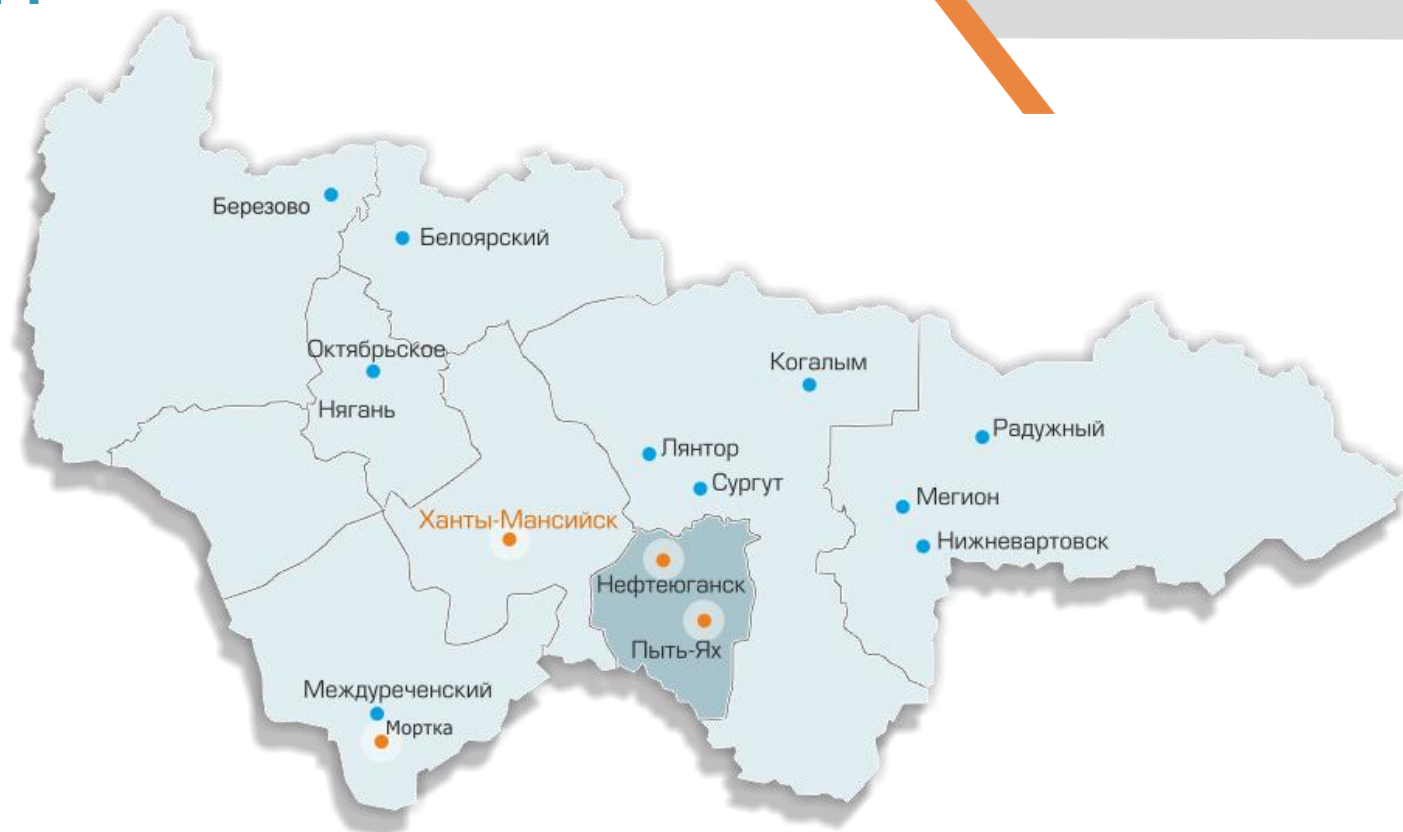 Березово
Белоярский
Октябрьское
Когалым
Нягань
Радужный
Лянтор
Сургут
Мегион
Ханты-Мансийск
Нижневартовск
Нефтеюганск
Пыть-Ях
Междуреченский
Мортка